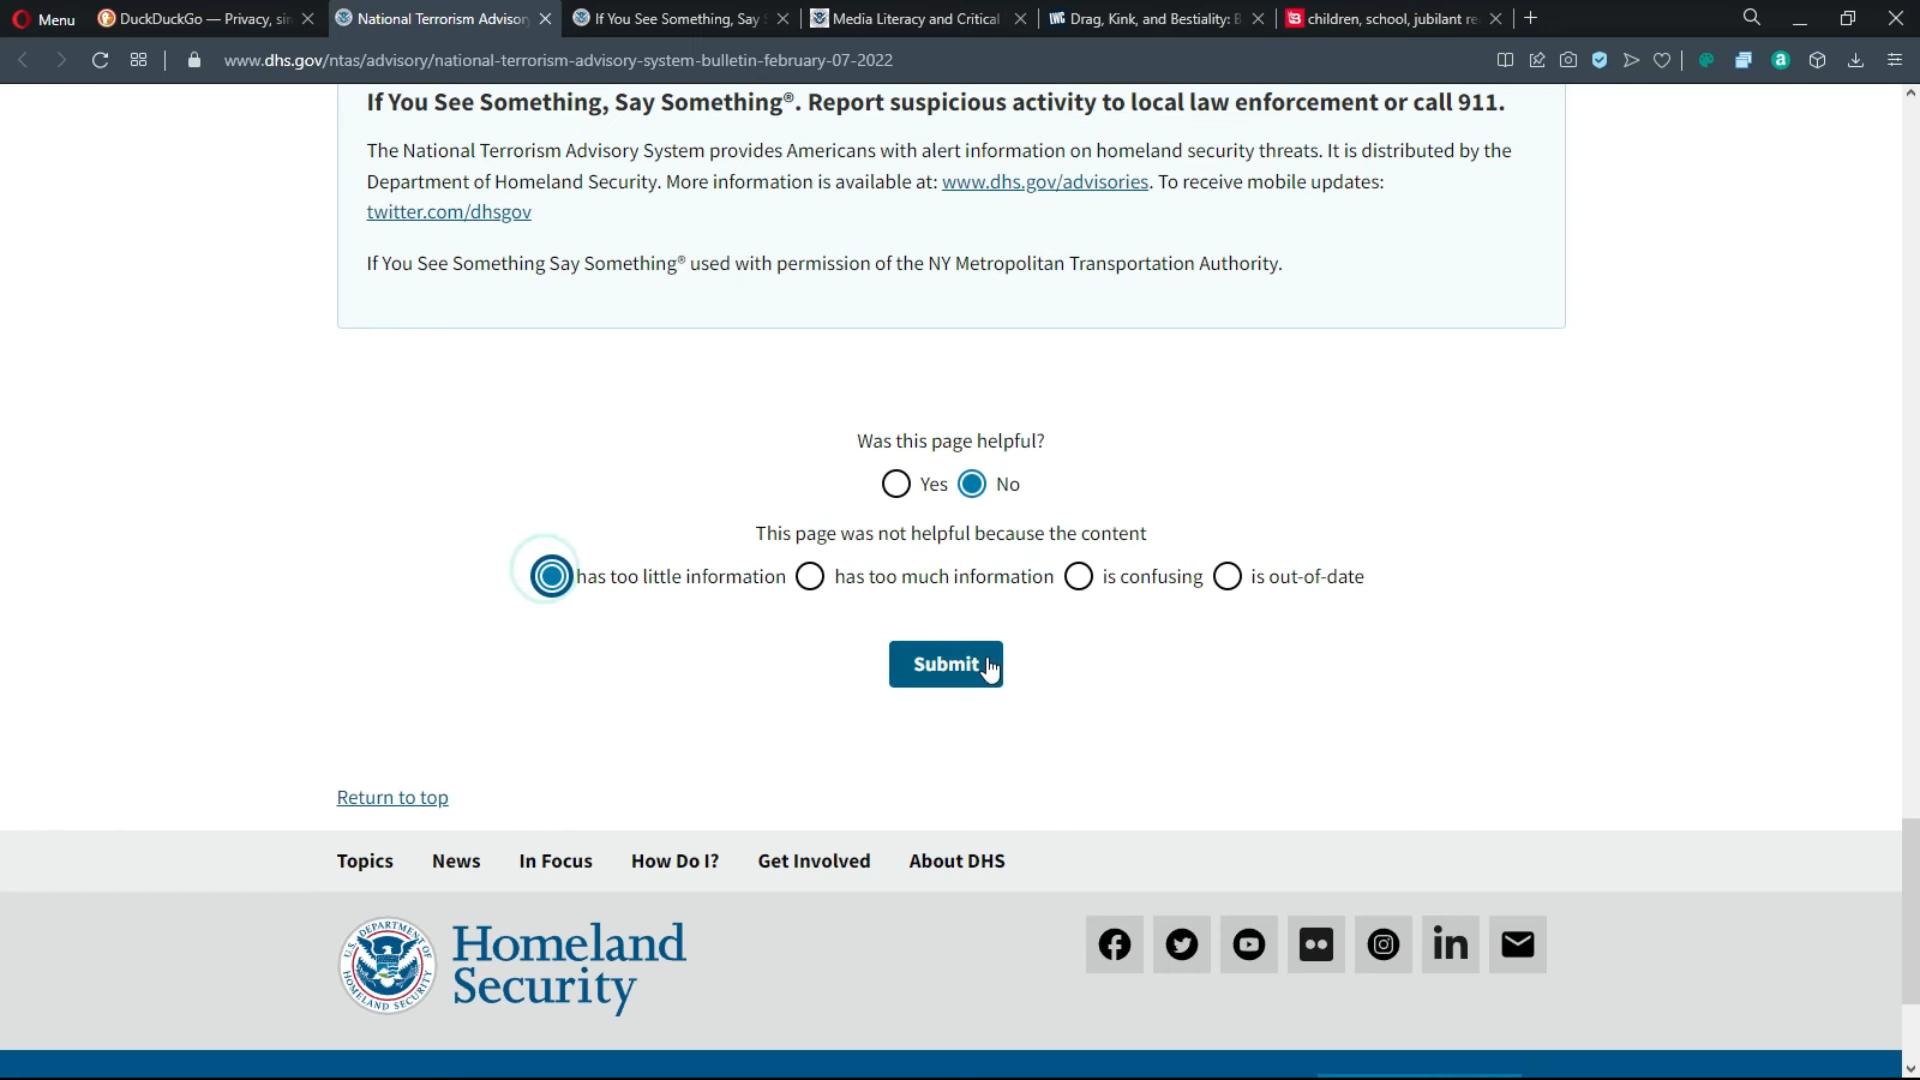 Menu
DuckDuckGo — Privacy, sin
National Terrorism Advisor
If You See Something, Say S
Media Literacy and Critical
Drag, Kink, and Bestiality: B
children, school, jubilant re
www.dhs.gov/ntas/advisory/national-terrorism-advisory-system-bulletin-february-07-2022
If You See Something, Say Something®. Report suspicious activity to local law enforcement or call 911.
The National Terrorism Advisory System provides Americans with alert information on homeland security threats. It is distributed by the
Department of Homeland Security. More information is available at: www.dhs.gov/advisories. To receive mobile updates:
twitter.com/dhsgov
If You See Something Say Something® used with permission of the NY Metropolitan Transportation Authority.
Was this page helpful?
Yes No
This page was not helpful because the content
has too little information has too much information is confusing is out-of-date
Submit
Return to top
Topics News In Focus How Do I? Get Involved About DHS
U.S. DEPARTMENT OF HOMELAND SECURITY
Homeland
Security